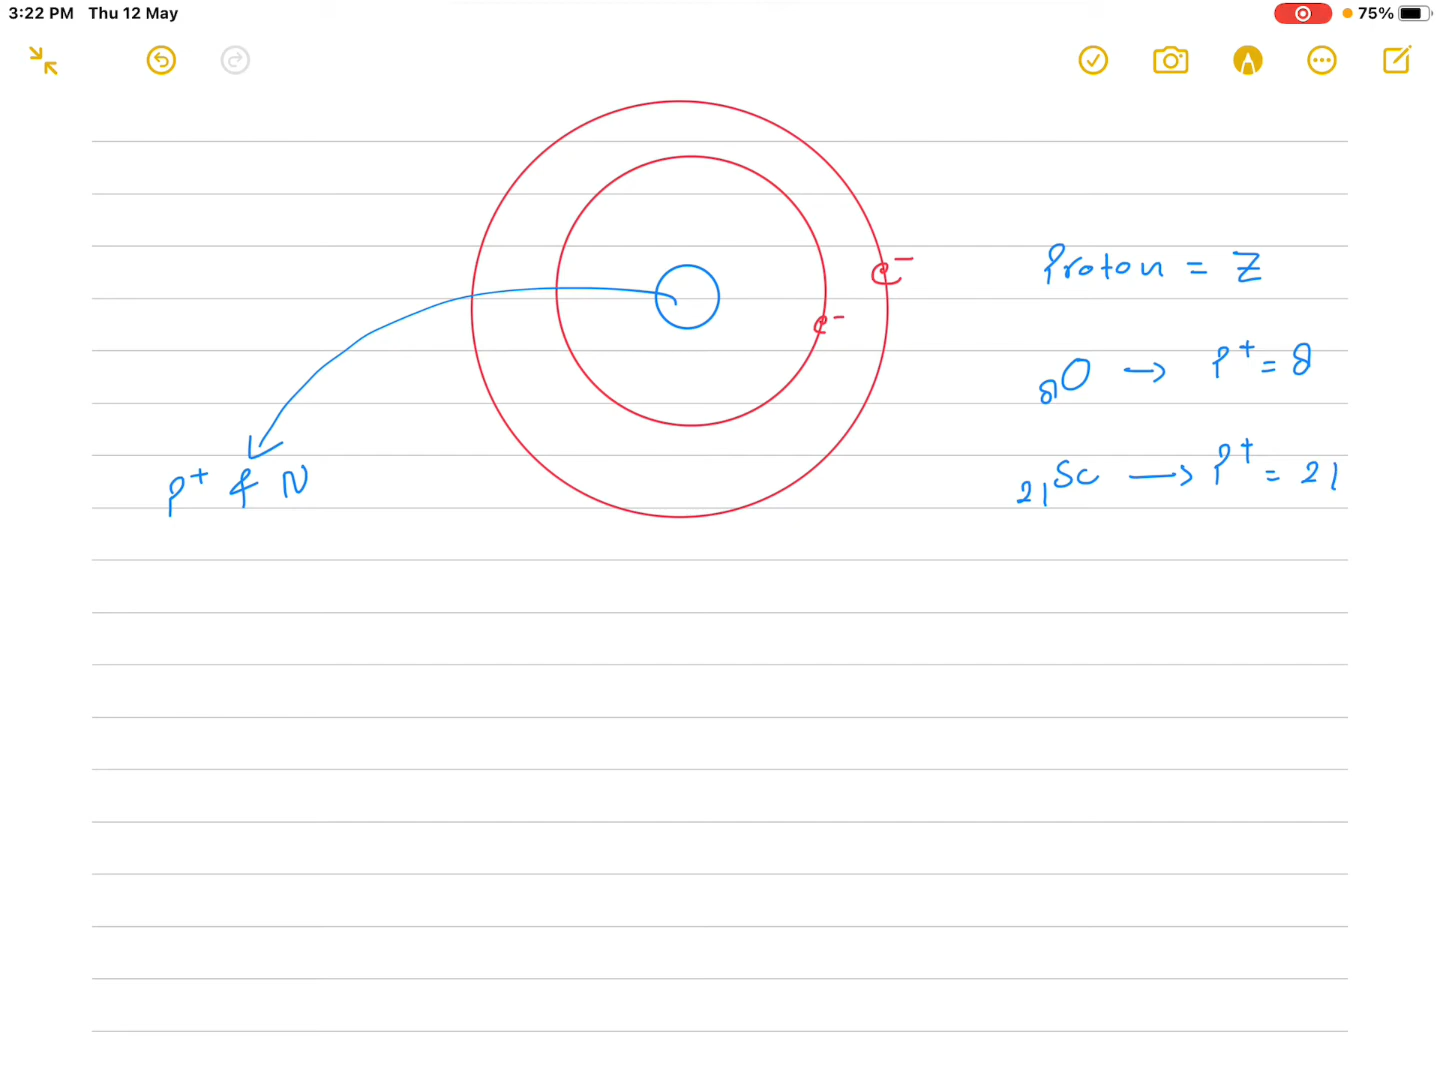 3:22 PM Thu 12 May
75%
e⁻
Proton = Z
e⁻
₈O → P⁺ = 8
P⁺ & N
₂₁Sc → P⁺ = 21